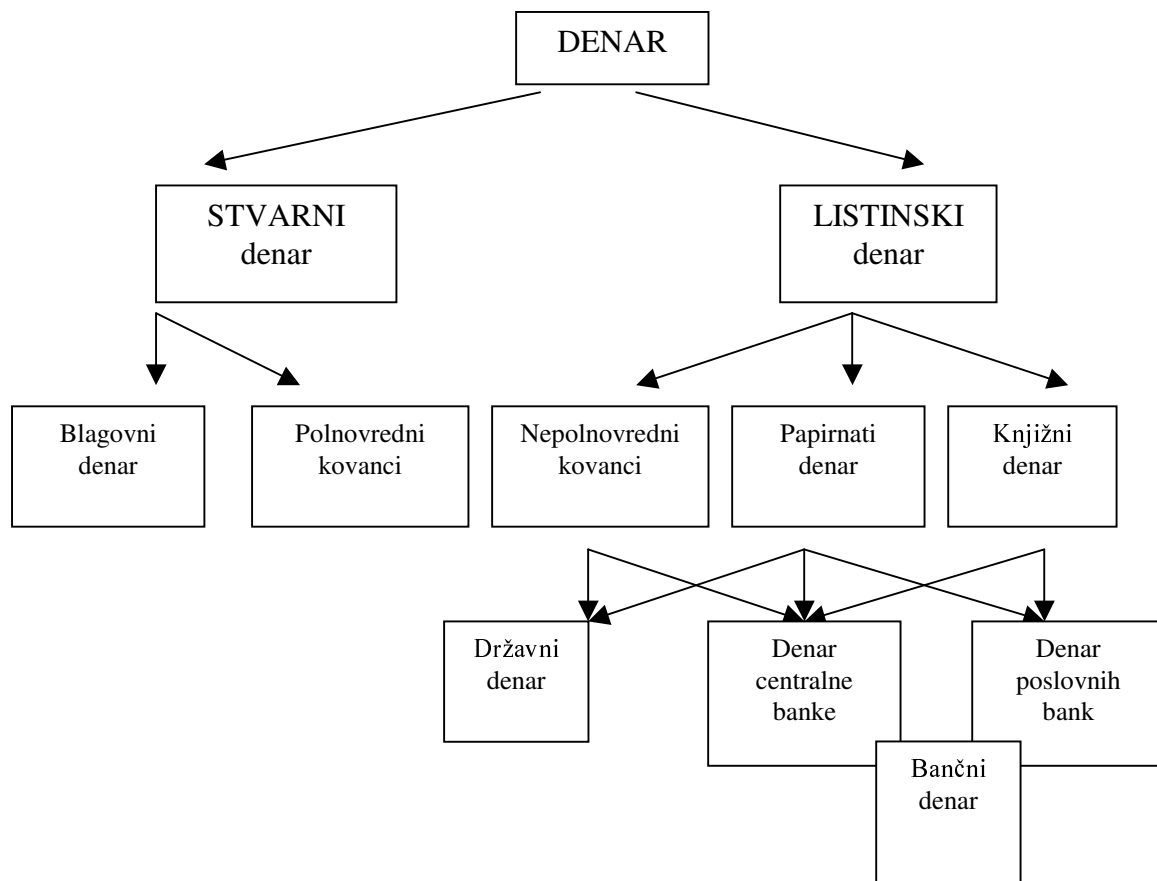 DENAR
STVARNI
denar
LISTINSKI
denar
Blagovni
denar
Polnovredni
kovanci
Nepolnovredni
kovanci
Papirnati
denar
Knjižni
denar
Državni
denar
Denar
centralne
banke
Denar
poslovnih
bank
Bančni
denar